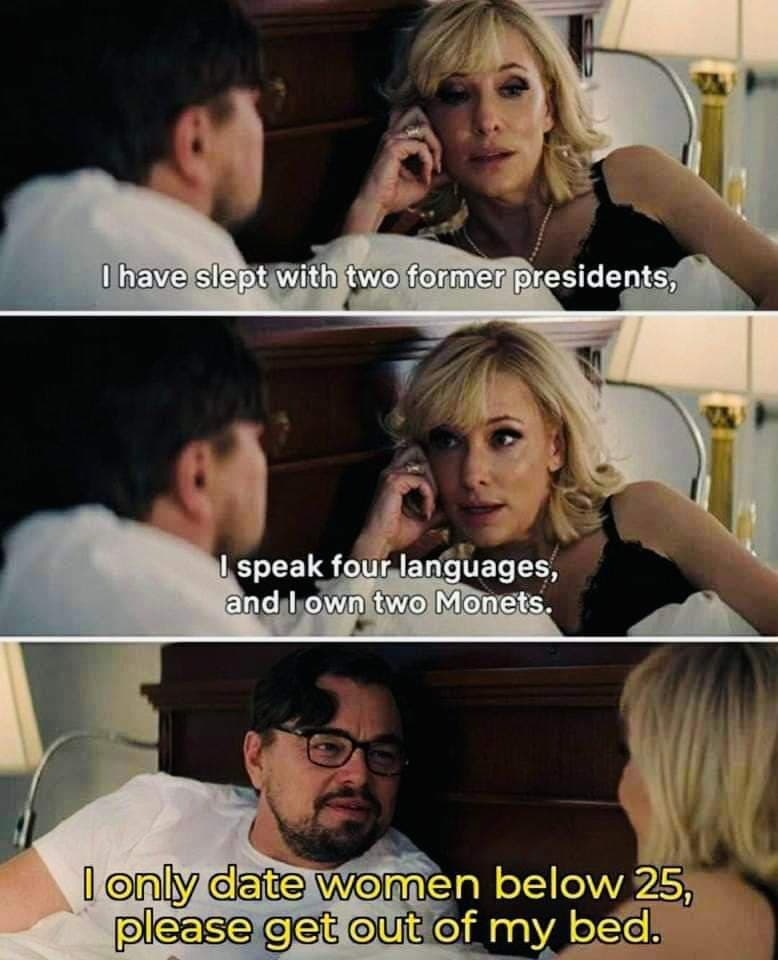 I have slept with two former presidents,
I speak four languages,
and I own two Monets.
I only date women below 25,
please get out of my bed.